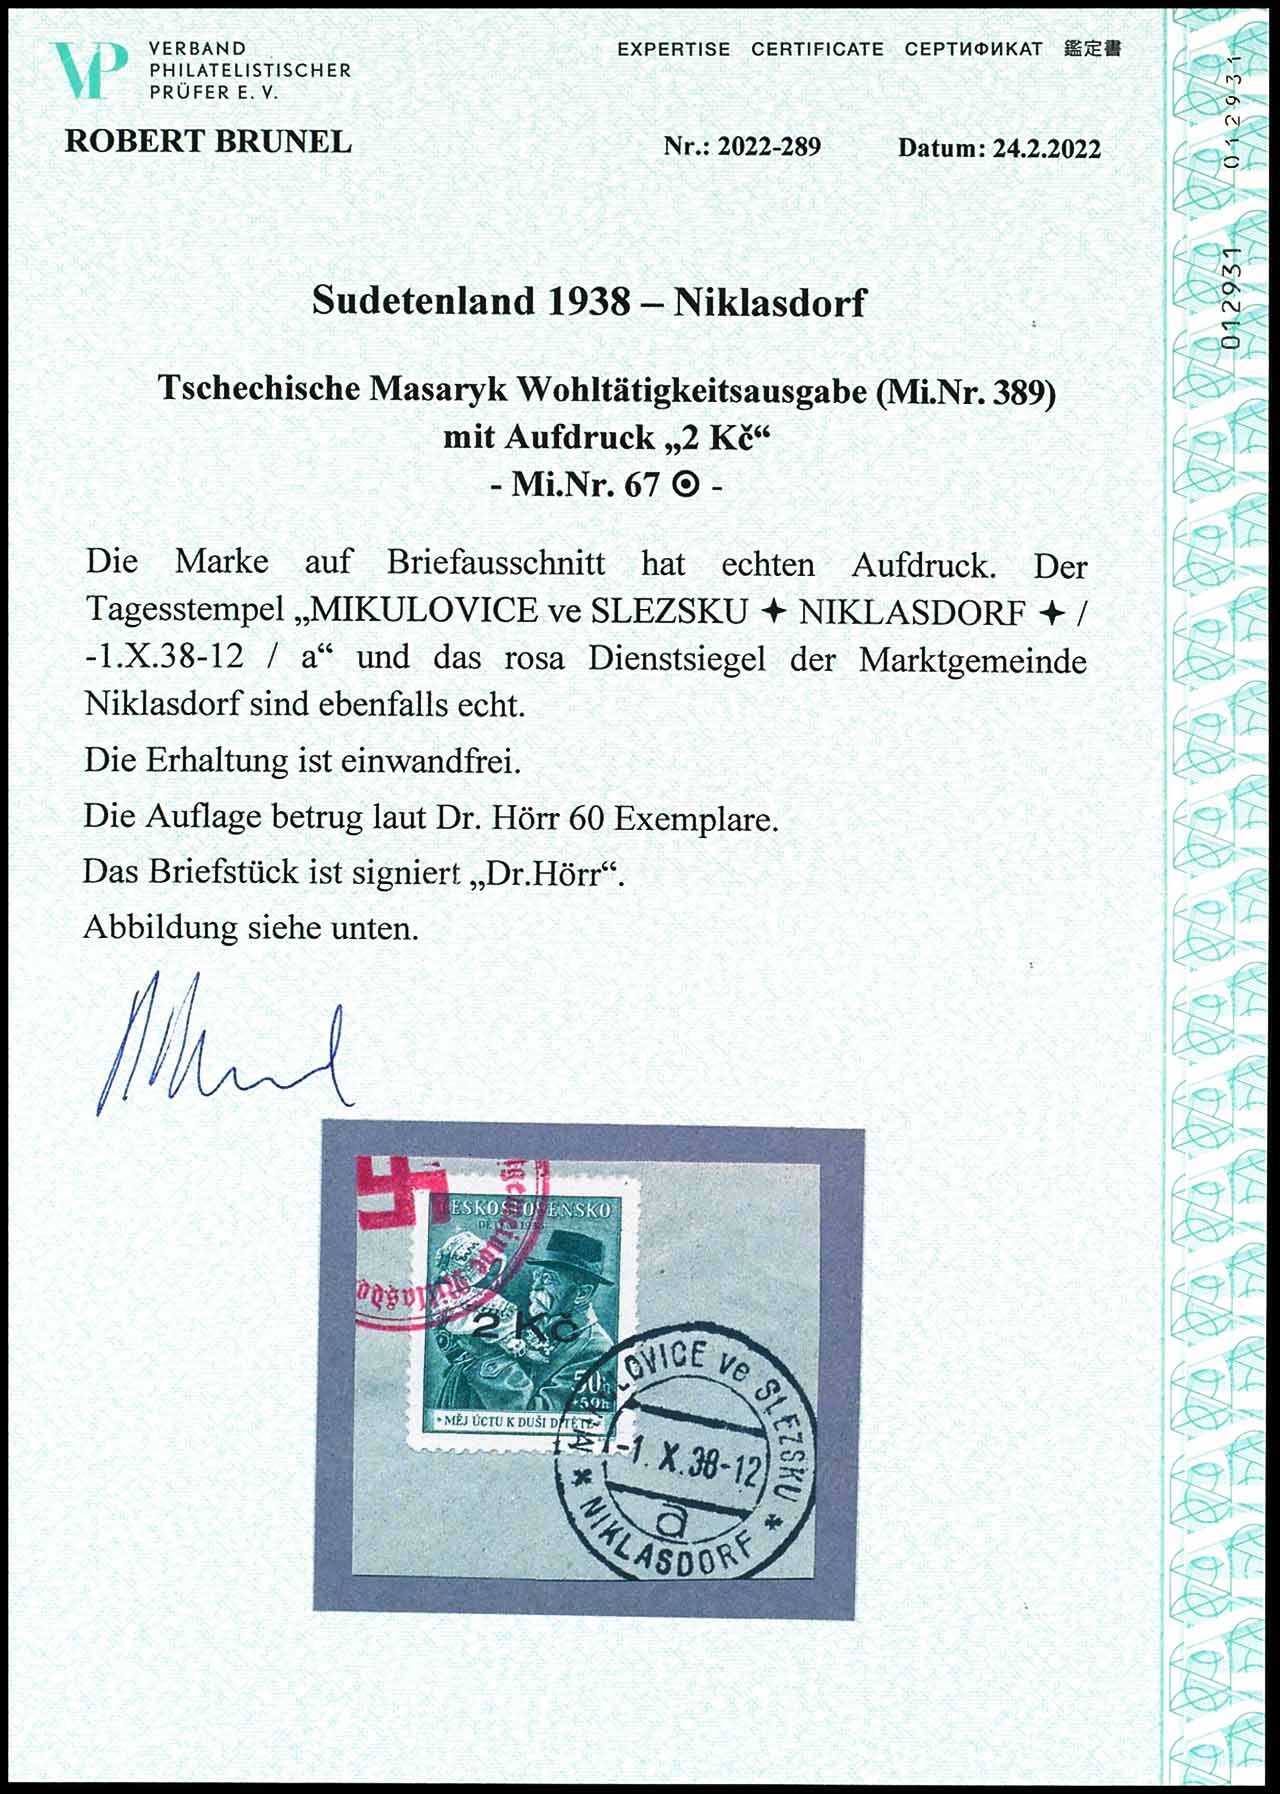 VP
VERBAND
PHILATELISTISCHER
PRÜFER E. V.
EXPERTISE CERTIFICATE СЕРТИФИКАТ 鑑定書
ROBERT BRUNEL
Nr.: 2022-289 Datum: 24.2.2022
012931
012931
Sudetenland 1938 – Niklasdorf
Tschechische Masaryk Wohltätigkeitsausgabe (Mi.Nr. 389)
mit Aufdruck „2 Kč“
- Mi.Nr. 67 ⊙ -
Die Marke auf Briefausschnitt hat echten Aufdruck. Der
Tagesstempel „MIKULOVICE ve SLEZSKU ✦ NIKLASDORF ✦ /
-1.X.38-12 / a“ und das rosa Dienstsiegel der Marktgemeinde
Niklasdorf sind ebenfalls echt.
Die Erhaltung ist einwandfrei.
Die Auflage betrug laut Dr. Hörr 60 Exemplare.
Das Briefstück ist signiert „Dr.Hörr“.
Abbildung siehe unten.
ČESKOSLOVENSKO
2 Kč
50h
MĚJ ÚCTU K DUŠI DÍTĚTE
LOVICE ve SLEZSKU
-1. X. 38-12
a
* NIKLASDORF *